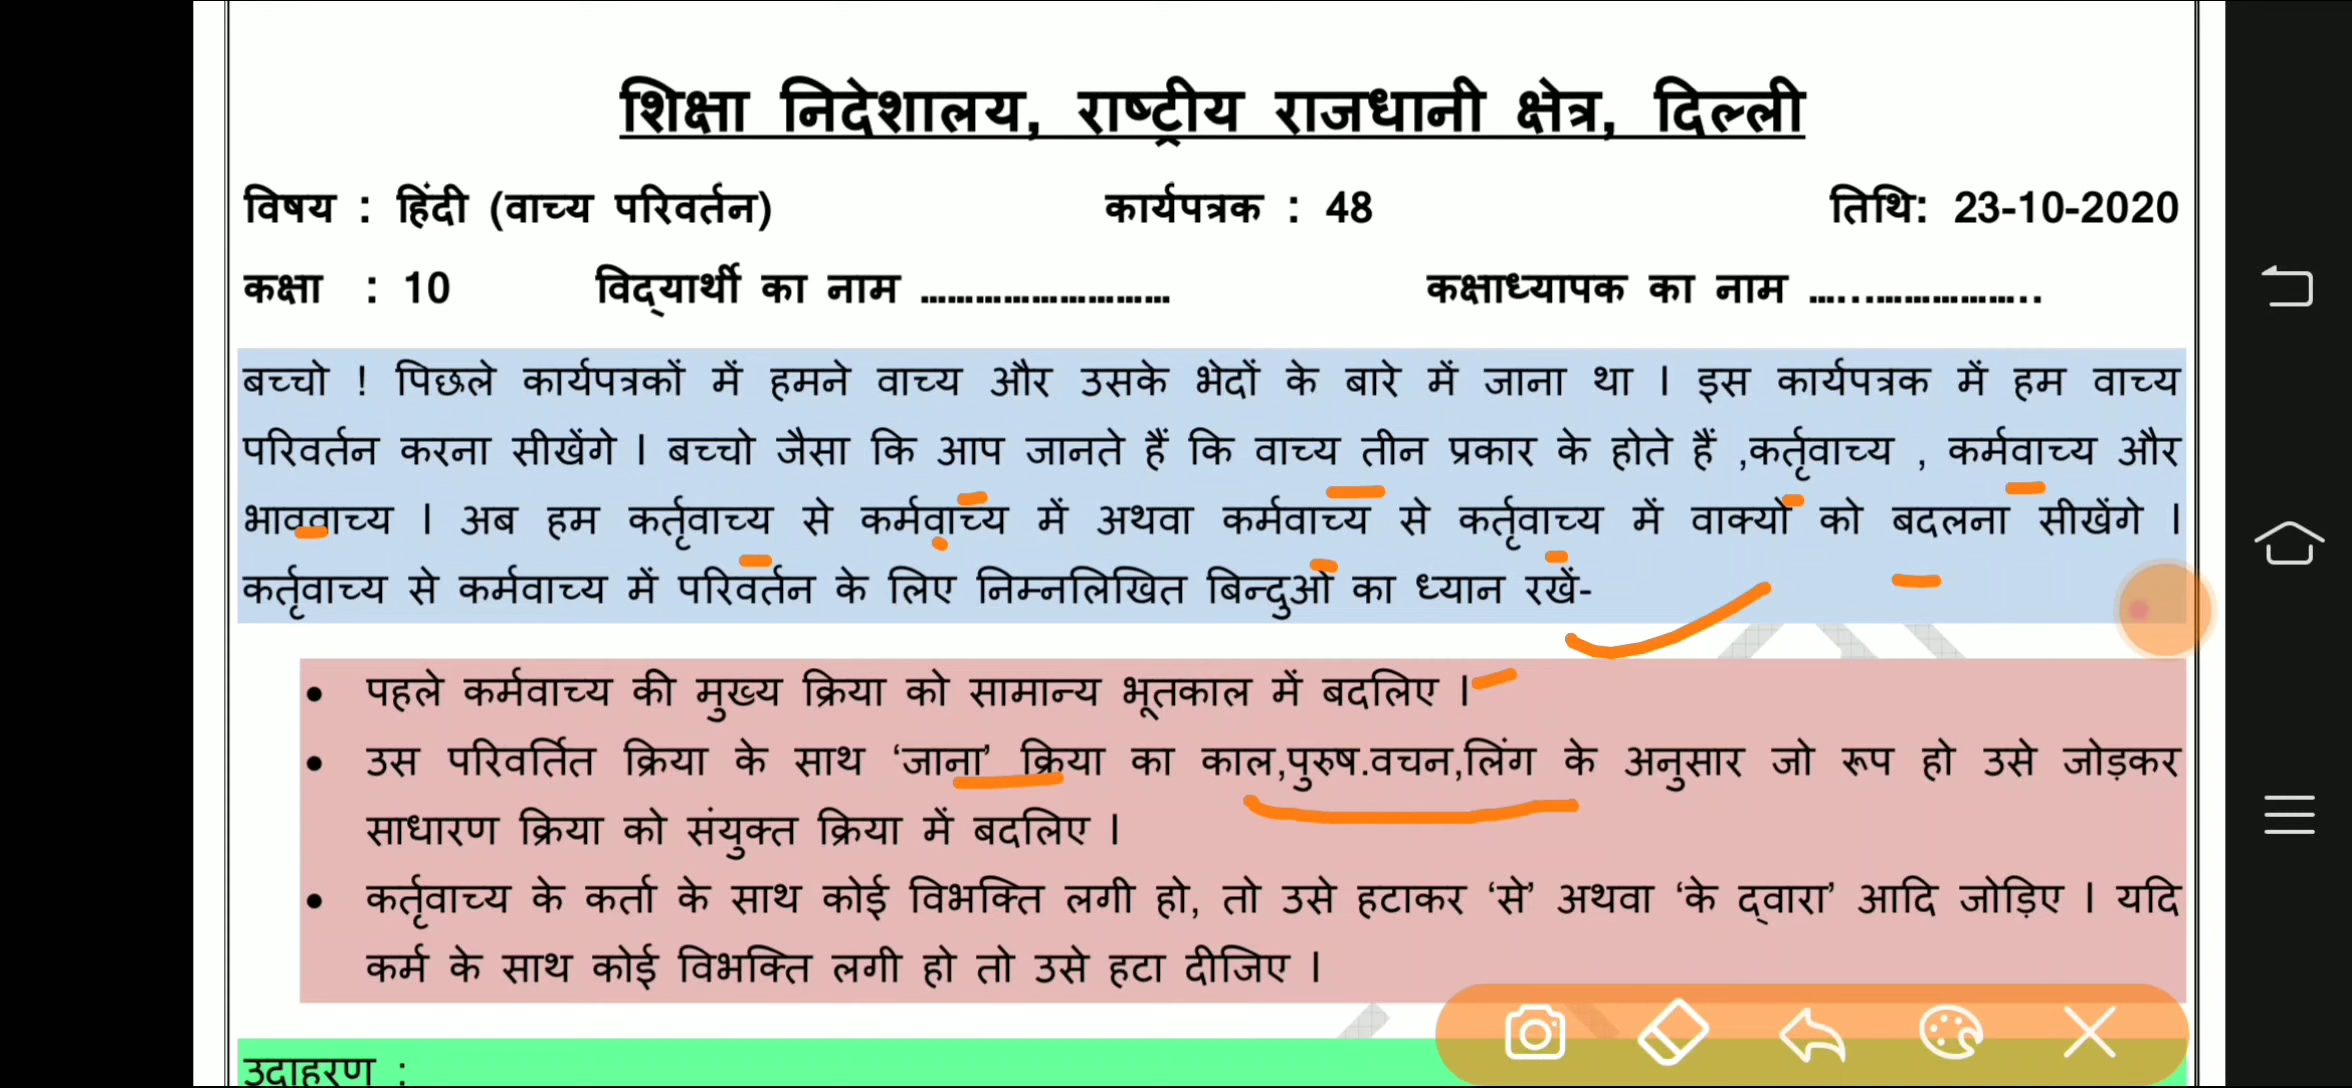 शिक्षा निदेशालय, राष्ट्रीय राजधानी क्षेत्र, दिल्ली
विषय : हिंदी (वाच्य परिवर्तन) कार्यपत्रक : 48 तिथि: 23-10-2020
कक्षा : 10 विद्यार्थी का नाम ........................... कक्षाध्यापक का नाम ...........................
बच्चो ! पिछले कार्यपत्रकों में हमने वाच्य और उसके भेदों के बारे में जाना था । इस कार्यपत्रक में हम वाच्य
परिवर्तन करना सीखेंगे । बच्चो जैसा कि आप जानते हैं कि वाच्य तीन प्रकार के होते हैं ,कर्तृवाच्य , कर्मवाच्य और
भाववाच्य । अब हम कर्तृवाच्य से कर्मवाच्य में अथवा कर्मवाच्य से कर्तृवाच्य में वाक्यों को बदलना सीखेंगे ।
कर्तृवाच्य से कर्मवाच्य में परिवर्तन के लिए निम्नलिखित बिन्दुओं का ध्यान रखें-
• पहले कर्मवाच्य की मुख्य क्रिया को सामान्य भूतकाल में बदलिए ।
• उस परिवर्तित क्रिया के साथ ‘जाना’ क्रिया का काल,पुरुष.वचन,लिंग के अनुसार जो रूप हो उसे जोड़कर
साधारण क्रिया को संयुक्त क्रिया में बदलिए ।
• कर्तृवाच्य के कर्ता के साथ कोई विभक्ति लगी हो, तो उसे हटाकर ‘से’ अथवा ‘के द्वारा’ आदि जोड़िए । यदि
कर्म के साथ कोई विभक्ति लगी हो तो उसे हटा दीजिए ।
उदाहरण :